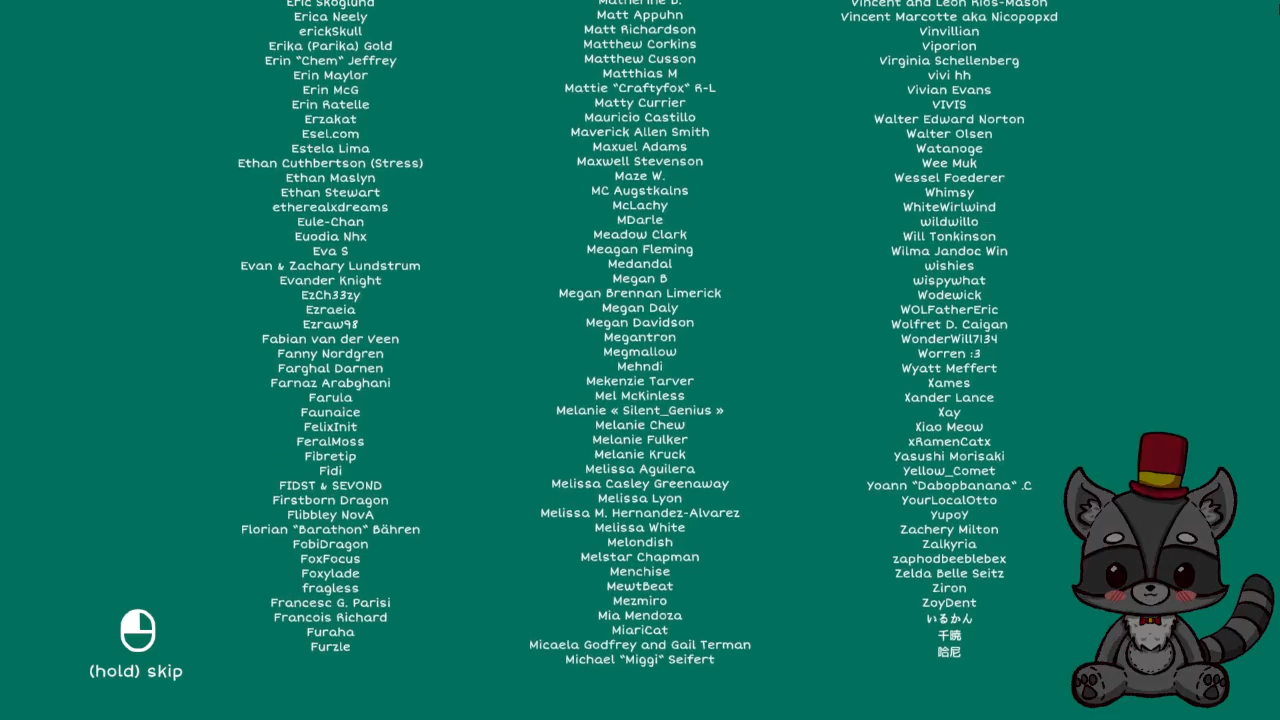 Eric Skoglund
Erica Neely
erickSkull
Erika (Parika) Gold
Erin "Chem" Jeffrey
Erin Maylor
Erin McG
Erin Ratelle
Erzakat
Esel.com
Estela Lima
Ethan Cuthbertson (Stress)
Ethan Maslyn
Ethan Stewart
etherealxdreams
Eule-Chan
Euodia Nhx
Eva S
Evan & Zachary Lundstrum
Evander Knight
EzCh33zy
Ezraeia
Ezraw98
Fabian van der Veen
Fanny Nordgren
Farghal Darnen
Farnaz Arabghani
Farula
Faunaice
FelixInit
FeralMoss
Fibretip
Fidi
FIDST & SEVOND
Firstborn Dragon
Flibbley NovA
Florian "Barathon" Bähren
FobiDragon
FoxFocus
Foxylade
fragless
Francesc G. Parisi
Francois Richard
Furaha
Furzle
Matherine D.
Matt Appuhn
Matt Richardson
Matthew Corkins
Matthew Cusson
Matthias M
Mattie "Craftyfox" R-L
Matty Currier
Mauricio Castillo
Maverick Allen Smith
Maxuel Adams
Maxwell Stevenson
Maze W.
MC Augstkalns
McLachy
MDarle
Meadow Clark
Meagan Fleming
Medandal
Megan B
Megan Brennan Limerick
Megan Daly
Megan Davidson
Megantron
Megmallow
Mehndi
Mekenzie Tarver
Mel McKinless
Melanie « Silent_Genius »
Melanie Chew
Melanie Fulker
Melanie Kruck
Melissa Aguilera
Melissa Casley Greenaway
Melissa Lyon
Melissa M. Hernandez-Alvarez
Melissa White
Melondish
Melstar Chapman
Menchise
MewtBeat
Mezmiro
Mia Mendoza
MiariCat
Micaela Godfrey and Gail Terman
Michael "Miggi" Seifert
Vincent and Leon Rios-Mason
Vincent Marcotte aka Nicopopxd
Vinvillian
Viporion
Virginia Schellenberg
vivi hh
Vivian Evans
VIVIS
Walter Edward Norton
Walter Olsen
Watanoge
Wee Muk
Wessel Foederer
Whimsy
WhiteWirlwind
wildwillo
Will Tonkinson
Wilma Jandoc Win
wishies
wispywhat
Wodewick
WOLFatherEric
Wolfret D. Caigan
WonderWill7134
Worren :3
Wyatt Meffert
Xames
Xander Lance
Xay
Xiao Meow
xRamenCatx
Yasushi Morisaki
Yellow_Comet
Yoann "Dabopbanana" .C
YourLocalOtto
YupoY
Zachery Milton
Zalkyria
zaphodbeeblebex
Zelda Belle Seitz
Ziron
ZoyDent
いるかん
千暁
哈尼
(hold) skip